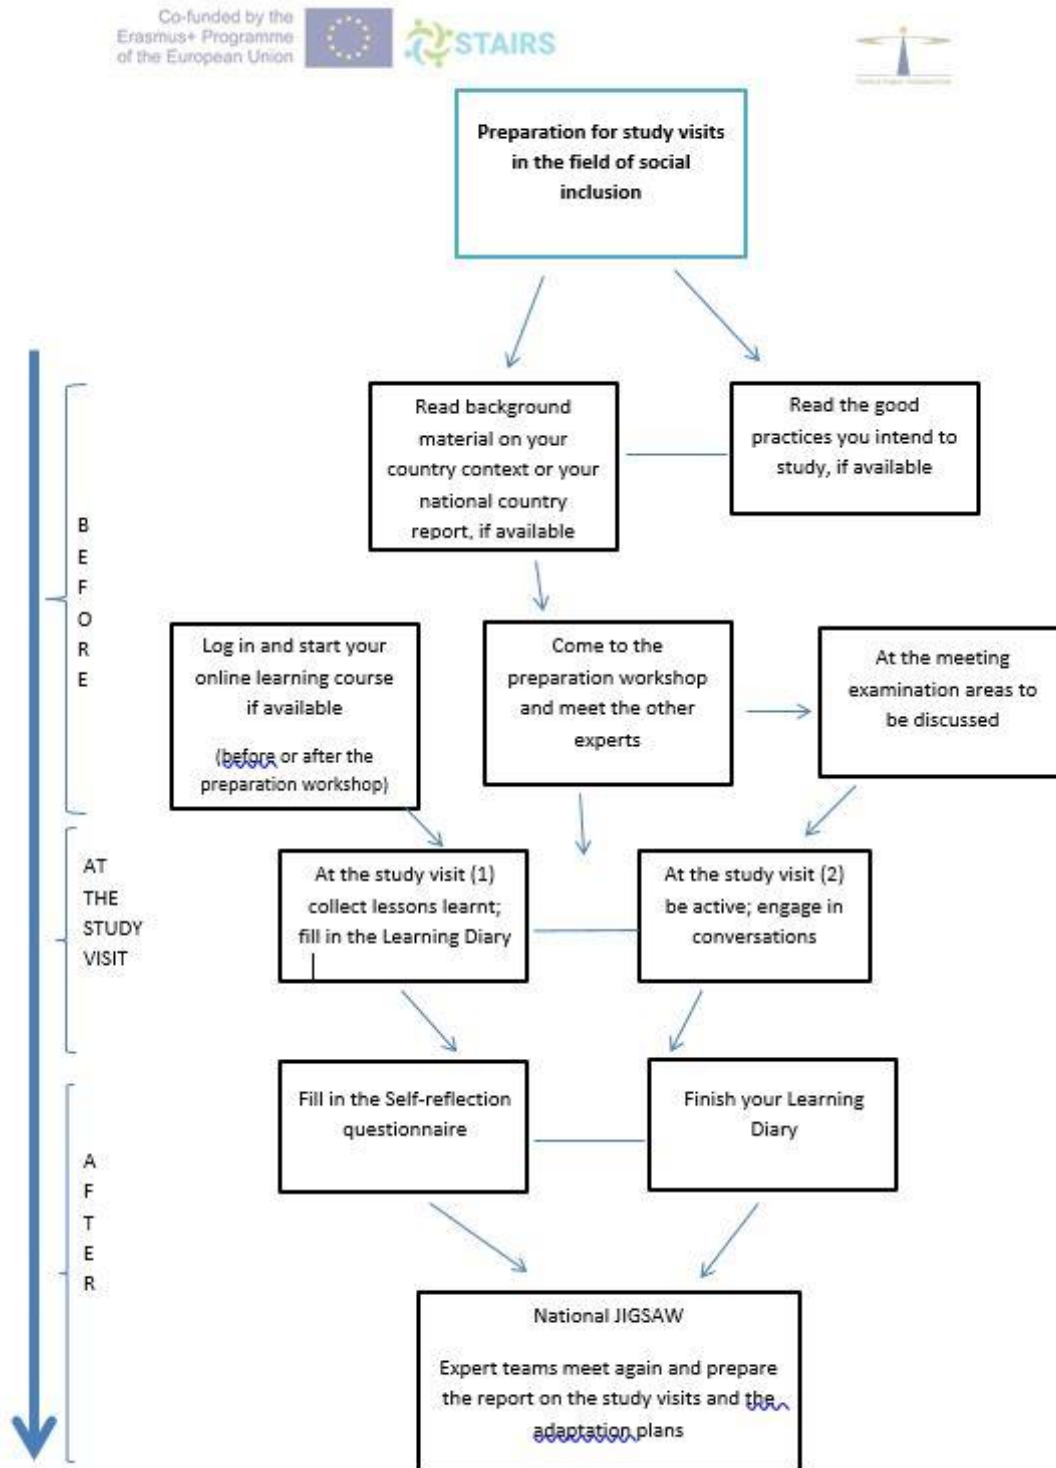 Co-funded by the
Erasmus+ Programme
of the European Union
STAIRS
Preparation for study visits
in the field of social
inclusion
Read background
material on your
country context or your
national country
report, if available
Read the good
practices you intend to
study, if available
B
E
F
O
R
E
Log in and start your
online learning course
if available
(before or after the
preparation workshop)
Come to the
preparation workshop
and meet the other
experts
At the meeting
examination areas to
be discussed
AT
THE
STUDY
VISIT
At the study visit (1)
collect lessons learnt;
fill in the Learning Diary
At the study visit (2)
be active; engage in
conversations
A
F
T
E
R
Fill in the Self-reflection
questionnaire
Finish your Learning
Diary
National JIGSAW
Expert teams meet again and prepare
the report on the study visits and the
adaptation plans